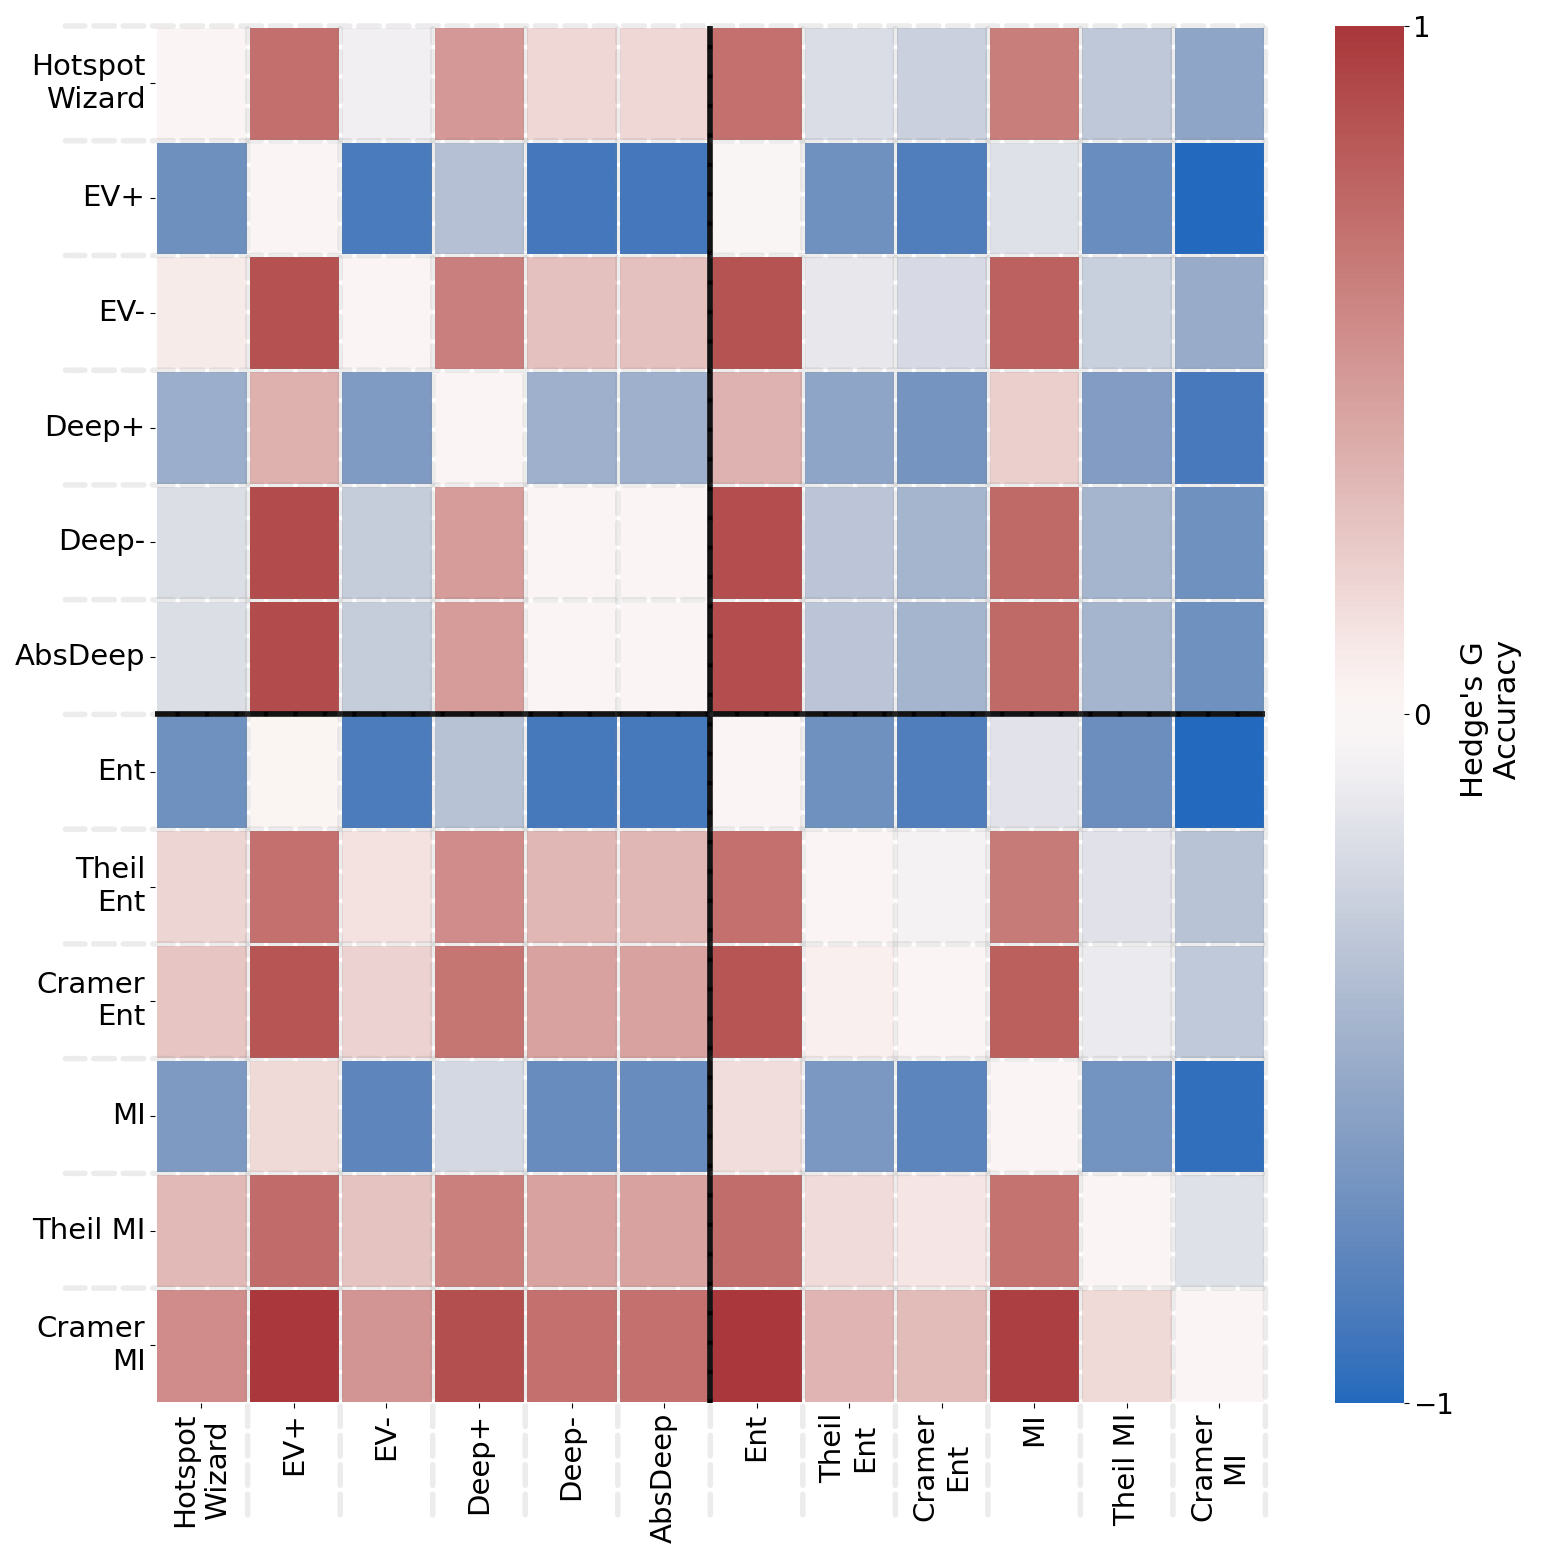 Hotspot
Wizard
EV+
EV-
Deep+
Deep-
AbsDeep
Ent
Theil
Ent
Cramer
Ent
MI
Theil MI
Cramer
MI
Hotspot
Wizard
EV+
EV-
Deep+
Deep-
AbsDeep
Ent
Theil
Ent
Cramer
Ent
MI
Theil MI
Cramer
MI
1
0
−1
Hedge's G
Accuracy